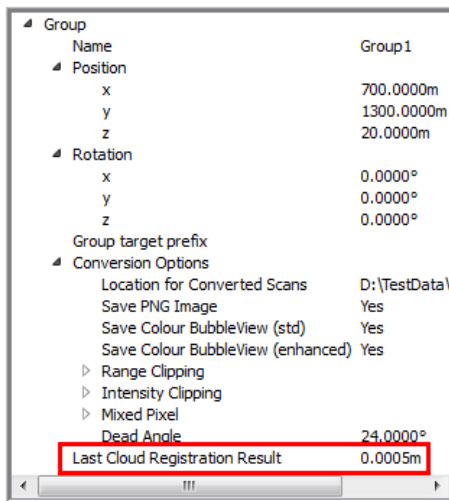 Group
Name Group1
Position
x 700.0000m
y 1300.0000m
z 20.0000m
Rotation
x 0.0000°
y 0.0000°
z 0.0000°
Group target prefix
Conversion Options
Location for Converted Scans D:\TestData\
Save PNG Image Yes
Save Colour BubbleView (std) Yes
Save Colour BubbleView (enhanced) Yes
Range Clipping
Intensity Clipping
Mixed Pixel
Dead Angle 24.0000°
Last Cloud Registration Result 0.0005m